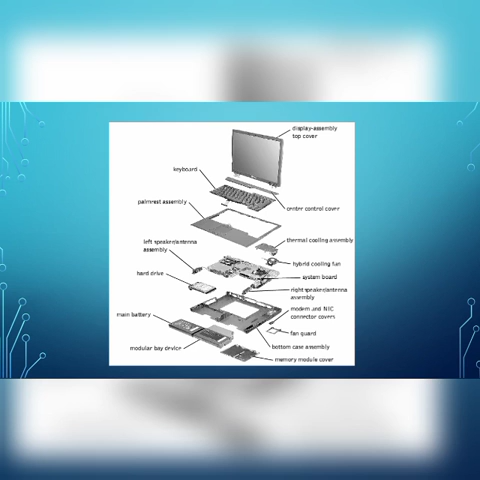 display-assembly
top cover
keyboard
center control cover
palmrest assembly
thermal cooling assembly
left speaker/antenna
assembly
hybrid cooling fan
hard drive
system board
right speaker/antenna
assembly
modem and NIC
connector covers
main battery
fan guard
modular bay device
bottom case assembly
memory module cover